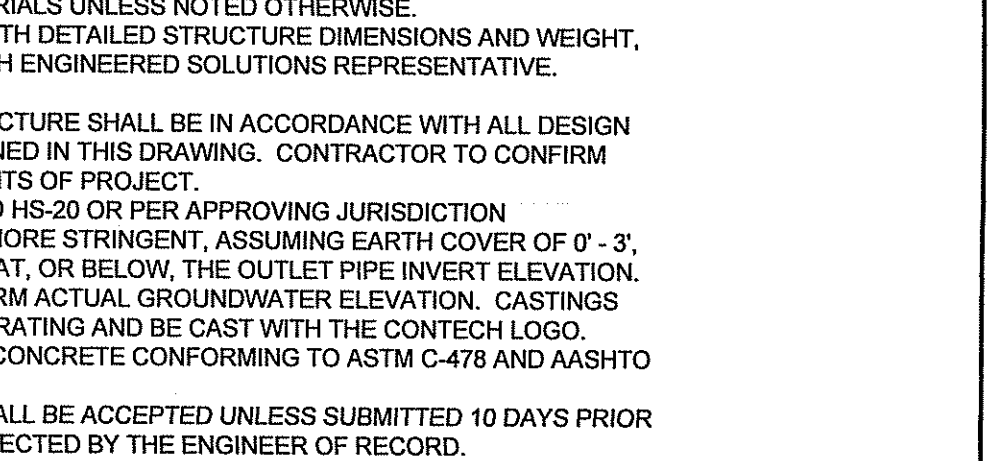 RIALS UNLESS NOTED OTHERWISE.
TH DETAILED STRUCTURE DIMENSIONS AND WEIGHT,
H ENGINEERED SOLUTIONS REPRESENTATIVE.
CTURE SHALL BE IN ACCORDANCE WITH ALL DESIGN
NED IN THIS DRAWING. CONTRACTOR TO CONFIRM
TS OF PROJECT.
HS-20 OR PER APPROVING JURISDICTION
MORE STRINGENT, ASSUMING EARTH COVER OF 0' - 3',
AT, OR BELOW, THE OUTLET PIPE INVERT ELEVATION.
RM ACTUAL GROUNDWATER ELEVATION. CASTINGS
RATING AND BE CAST WITH THE CONTECH LOGO.
CONCRETE CONFORMING TO ASTM C-478 AND AASHTO
ALL BE ACCEPTED UNLESS SUBMITTED 10 DAYS PRIOR
ECTED BY THE ENGINEER OF RECORD.